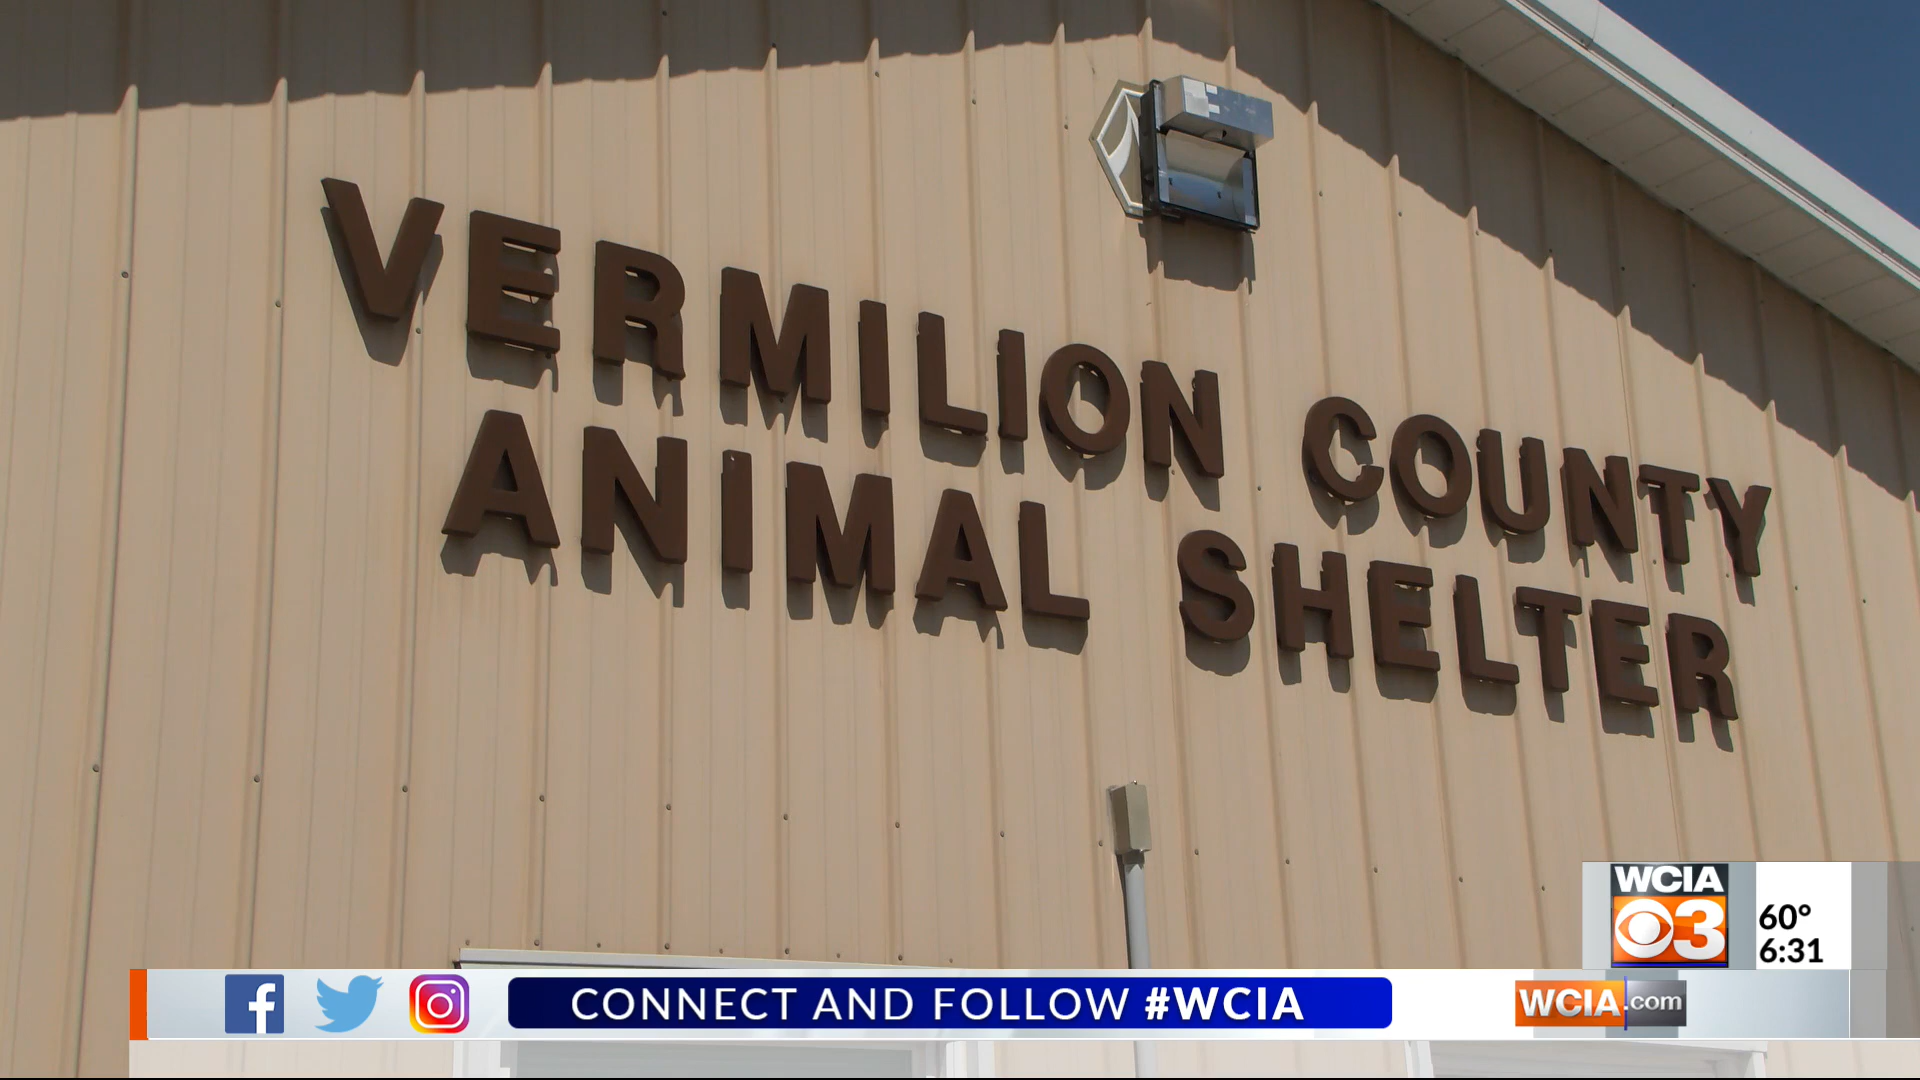 VERMILION COUNTY
ANIMAL SHELTER
WCIA
3
60°
6:31
CONNECT AND FOLLOW #WCIA
WCIA.com